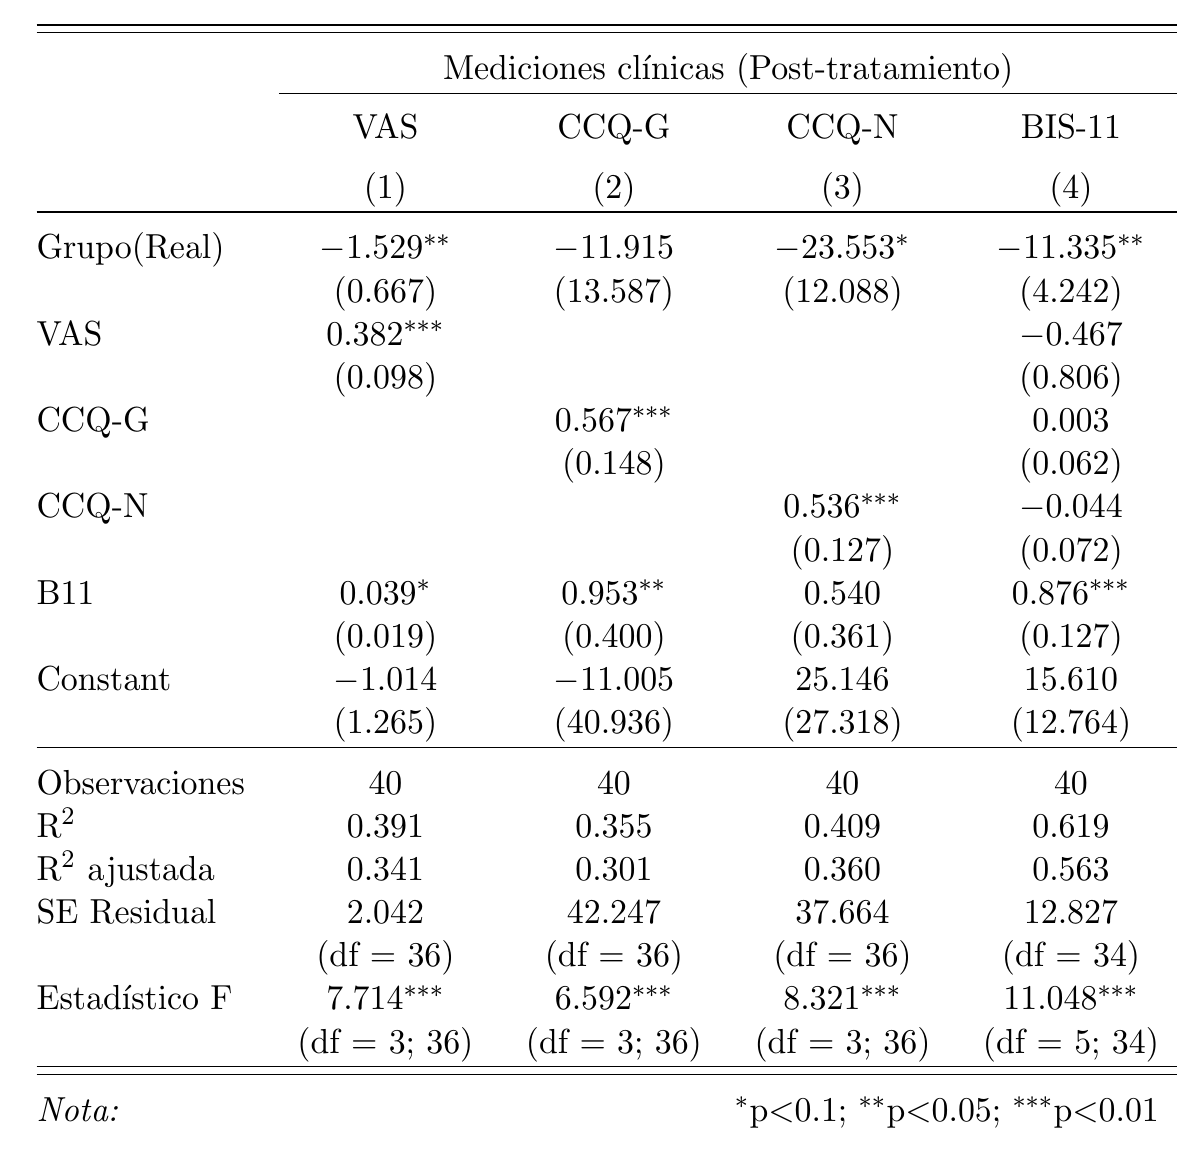 Mediciones clínicas (Post-tratamiento)
VAS CCQ-G CCQ-N BIS-11
(1) (2) (3) (4)
Grupo(Real) −1.529** −11.915 −23.553* −11.335**
(0.667) (13.587) (12.088) (4.242)
VAS 0.382*** −0.467
(0.098) (0.806)
CCQ-G 0.567*** 0.003
(0.148) (0.062)
CCQ-N 0.536*** −0.044
(0.127) (0.072)
B11 0.039* 0.953** 0.540 0.876***
(0.019) (0.400) (0.361) (0.127)
Constant −1.014 −11.005 25.146 15.610
(1.265) (40.936) (27.318) (12.764)
Observaciones 40 40 40 40
R² 0.391 0.355 0.409 0.619
R² ajustada 0.341 0.301 0.360 0.563
SE Residual 2.042 42.247 37.664 12.827
(df = 36) (df = 36) (df = 36) (df = 34)
Estadístico F 7.714*** 6.592*** 8.321*** 11.048***
(df = 3; 36) (df = 3; 36) (df = 3; 36) (df = 5; 34)
Nota: *p<0.1; **p<0.05; ***p<0.01